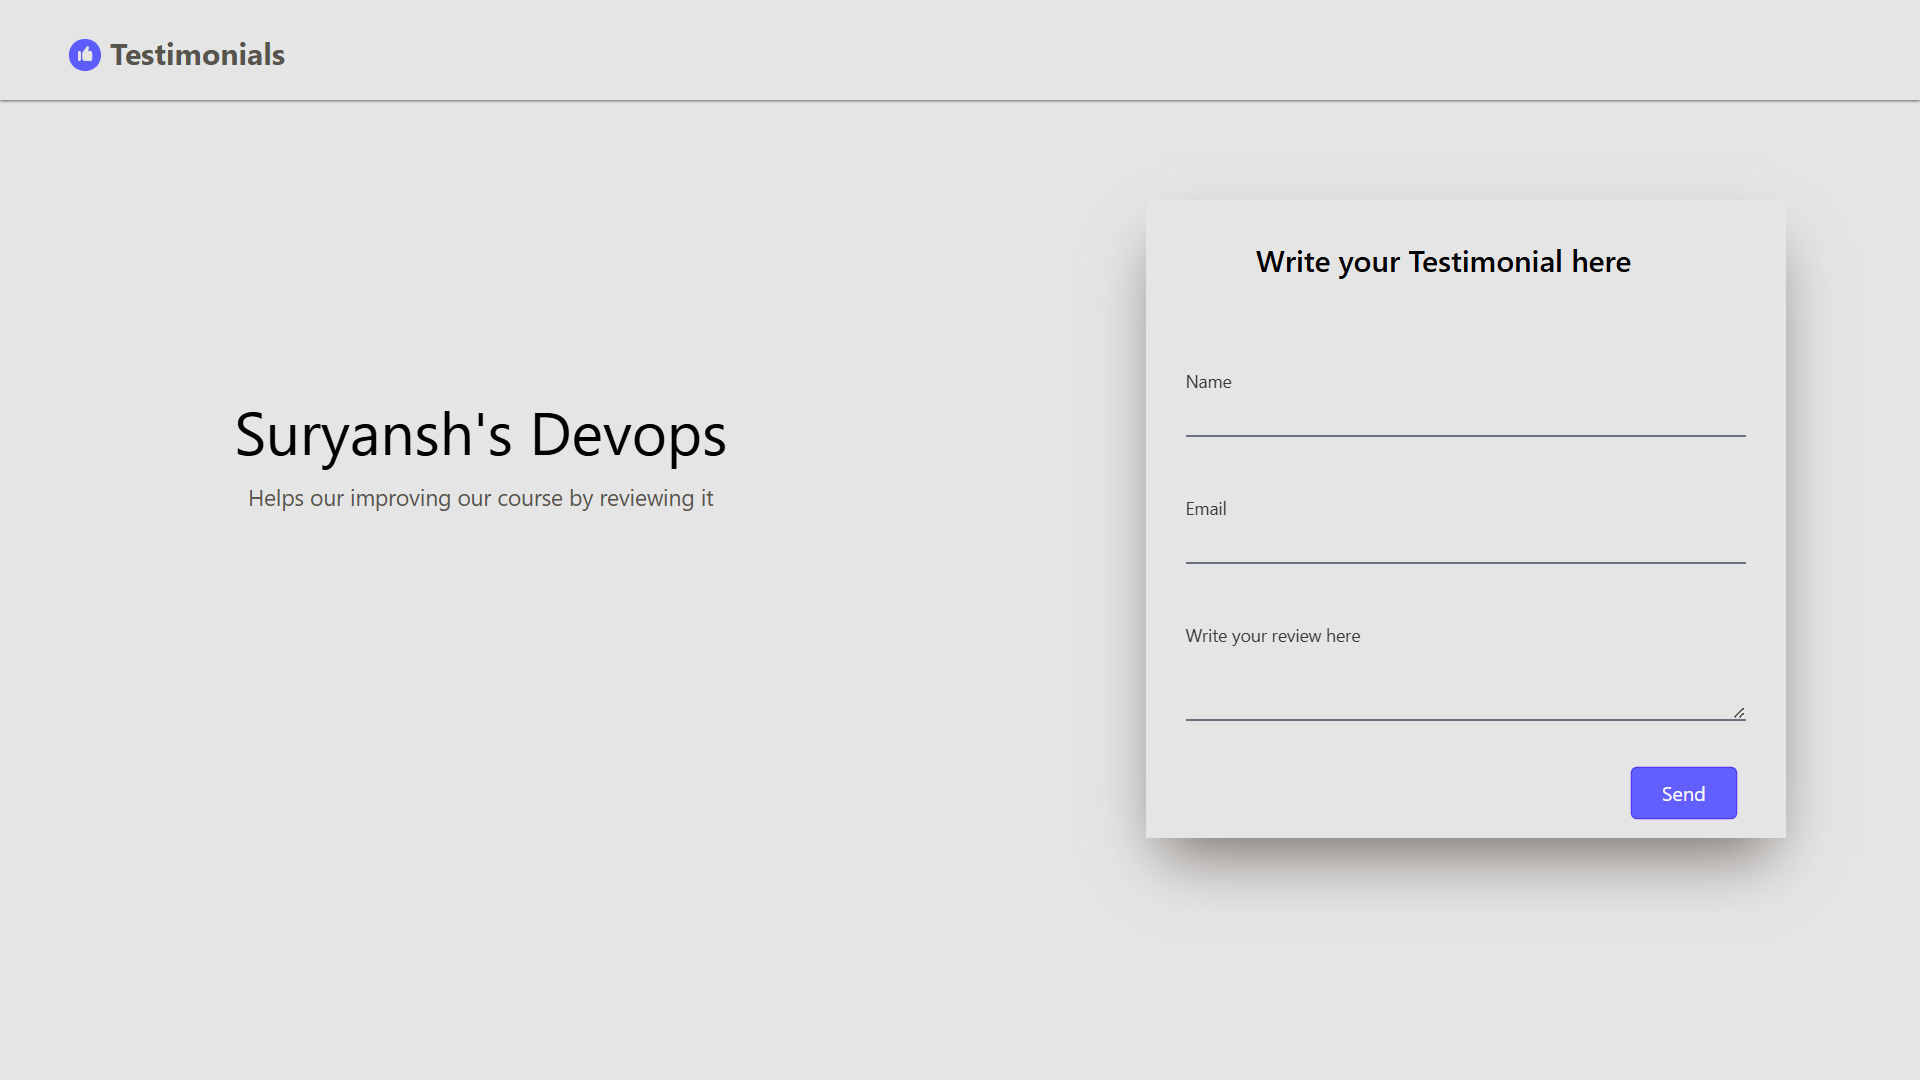 Testimonials
Suryansh's Devops
Helps our improving our course by reviewing it
Write your Testimonial here
Name
Email
Write your review here
Send